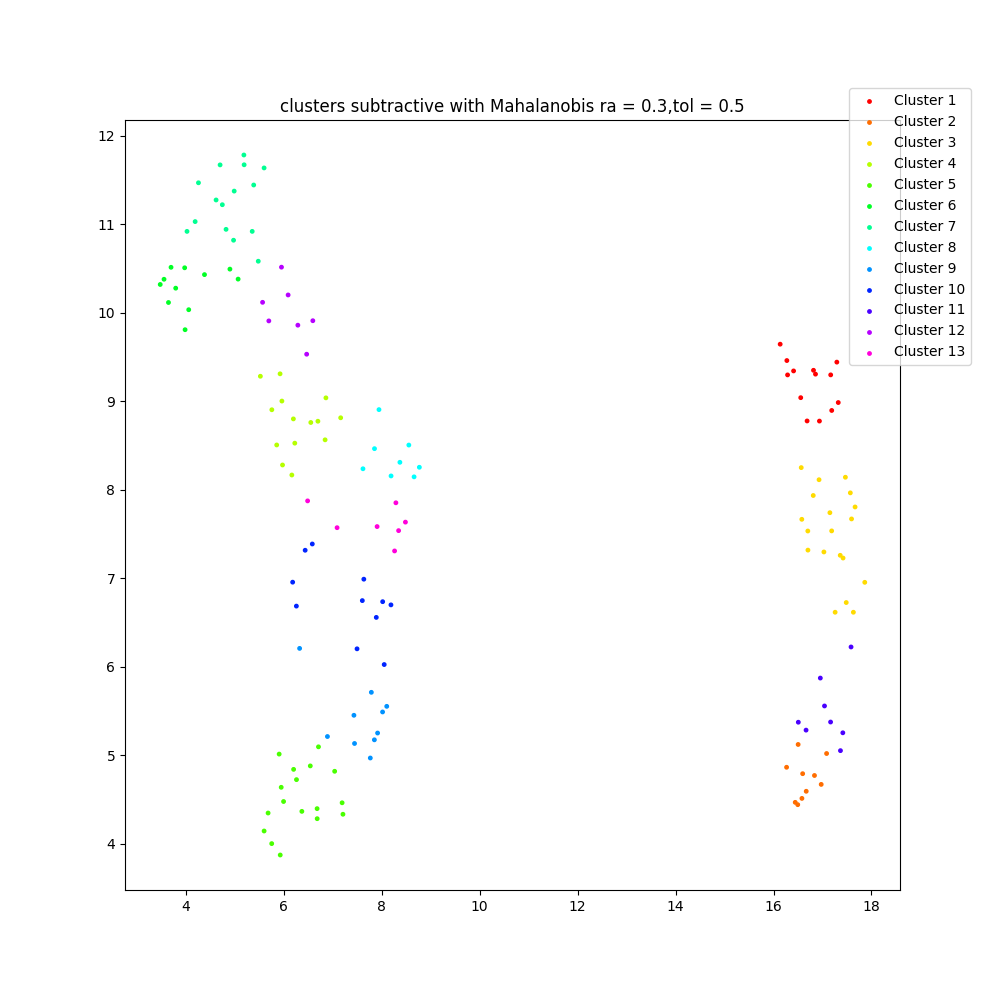 clusters subtractive with Mahalanobis ra = 0.3,tol = 0.5
Cluster 1
Cluster 2
Cluster 3
Cluster 4
Cluster 5
Cluster 6
Cluster 7
Cluster 8
Cluster 9
Cluster 10
Cluster 11
Cluster 12
Cluster 13
12
11
10
9
8
7
6
5
4
4 6 8 10 12 14 16 18